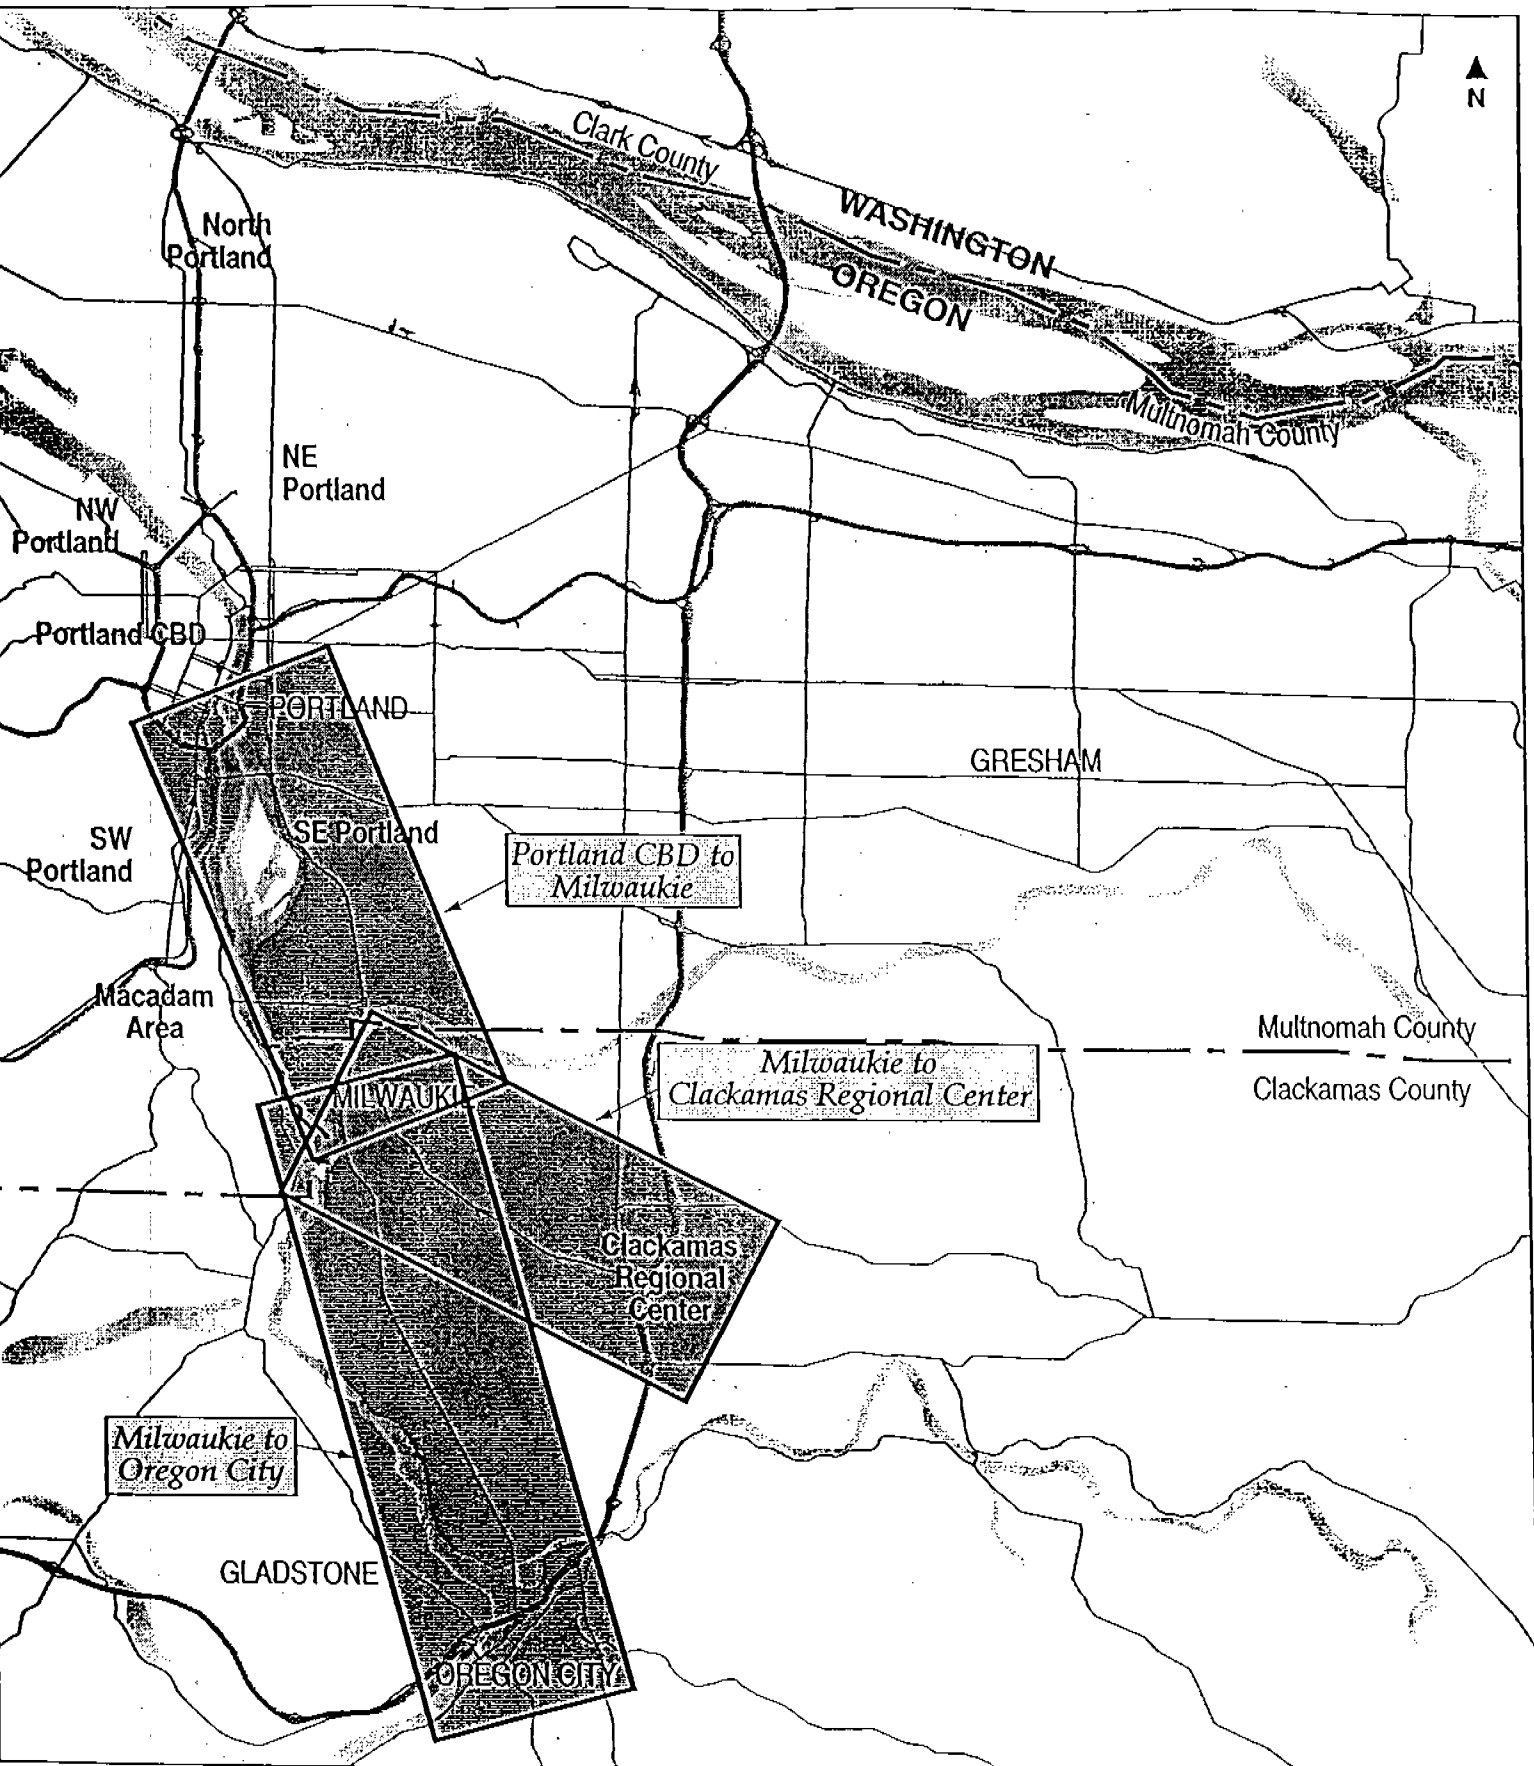 N
Clark County
WASHINGTON
OREGON
North
Portland
Multnomah County
NE
Portland
NW
Portland
Portland CBD
PORTLAND
GRESHAM
SE Portland
SW
Portland
Portland CBD to
Milwaukie
Macadam
Area
Multnomah County
Milwaukie to
Clackamas Regional Center
Clackamas County
MILWAUKIE
Clackamas
Regional
Center
Milwaukie to
Oregon City
GLADSTONE
OREGON CITY